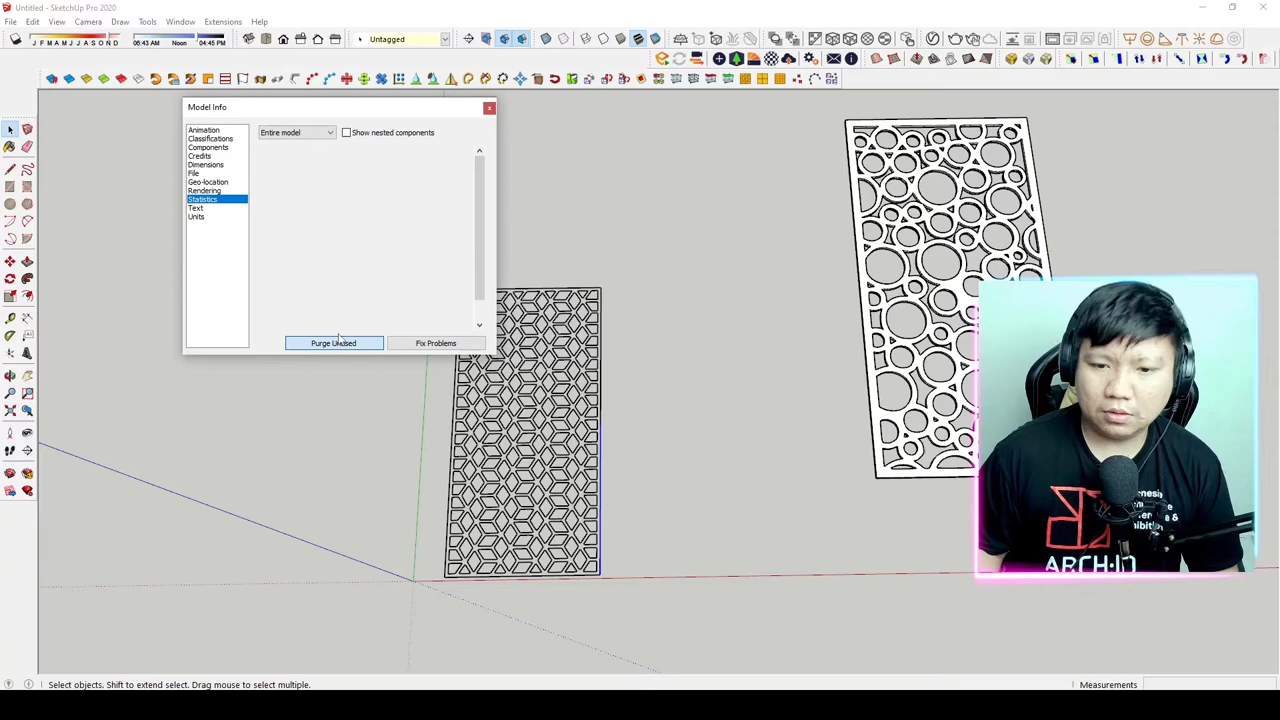 Untitled - SketchUp Pro 2020
File Edit View Camera Draw Tools Window Extensions Help
J F M A M J J A S O N D 06:43 AM Noon 04:45 PM Untagged
Model Info
Animation
Classifications
Components
Credits
Dimensions
File
Geo-location
Rendering
Statistics
Text
Units
Entire model Show nested components
Purge Unused Fix Problems
ARCH·IN
Select objects. Shift to extend select. Drag mouse to select multiple. Measurements